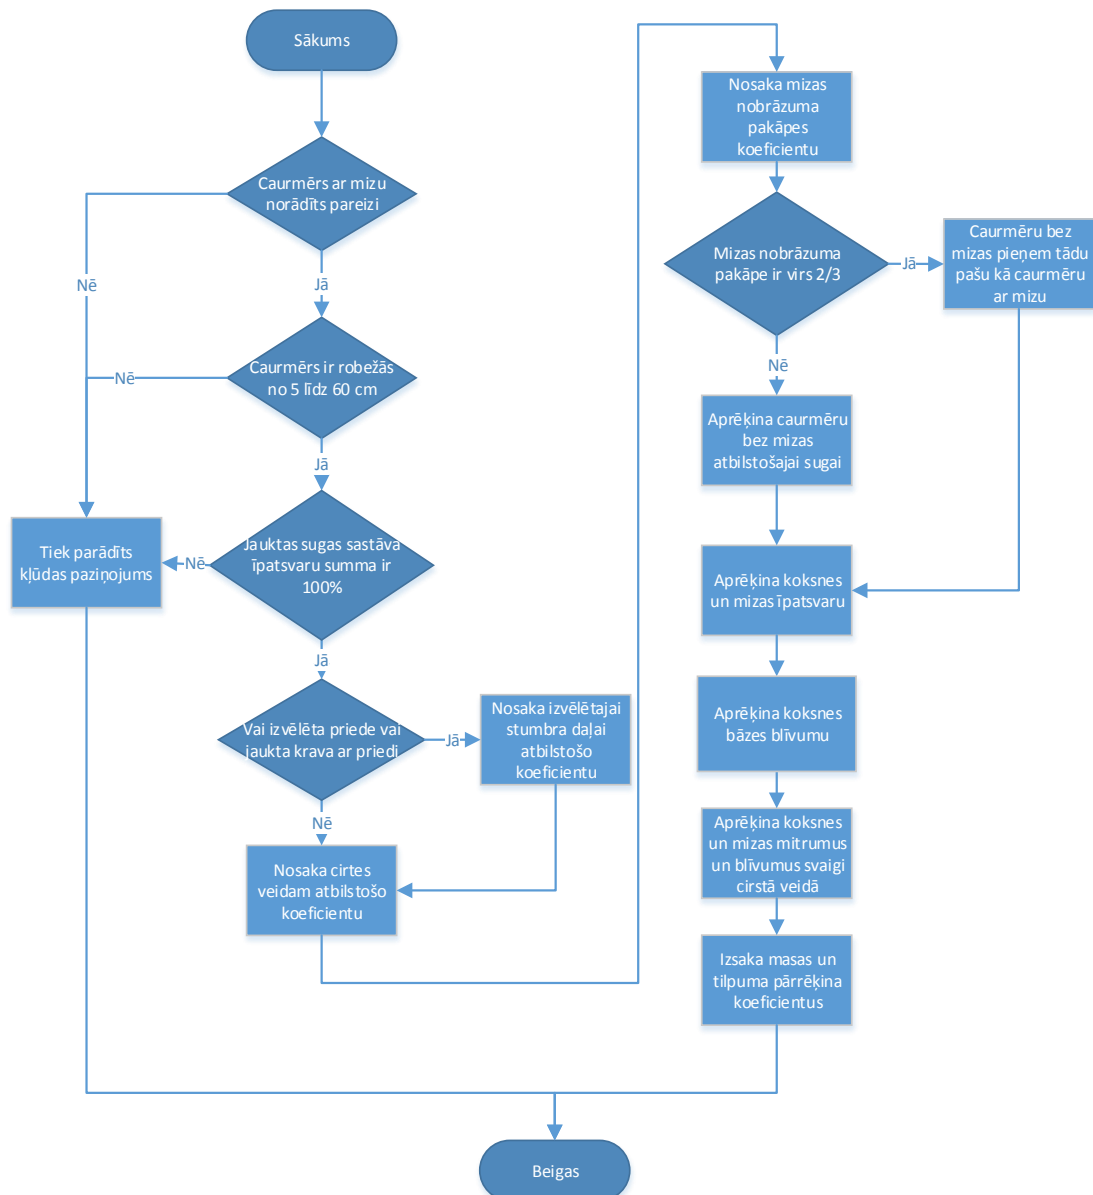 Sākums
Caurmērs ar mizu
norādīts pareizi
Nē
Jā
Caurmērs ir robežās
no 5 līdz 60 cm
Nē
Jā
Jauktas sugas sastāva
īpatsvaru summa ir
100%
Nē
Tiek parādīts
kļūdas paziņojums
Jā
Vai izvēlēta priede vai
jaukta krava ar priedi
Jā
Nosaka izvēlētajai
stumbra daļai
atbilstošo
koeficientu
Nē
Nosaka cirtes
veidam atbilstošo
koeficientu
Nosaka mizas
nobrāzuma
pakāpes
koeficientu
Mizas nobrāzuma
pakāpe ir virs 2/3
Jā
Caurmēru bez
mizas pieņem tādu
pašu kā caurmēru
ar mizu
Nē
Aprēķina caurmēru
bez mizas
atbilstošajai sugai
Aprēķina koksnes
un mizas īpatsvaru
Aprēķina koksnes
bāzes blīvumu
Aprēķina koksnes
un mizas mitrumus
un blīvumus svaigi
cirstā veidā
Izsaka masas un
tilpuma pārrēķina
koeficientus
Beigas